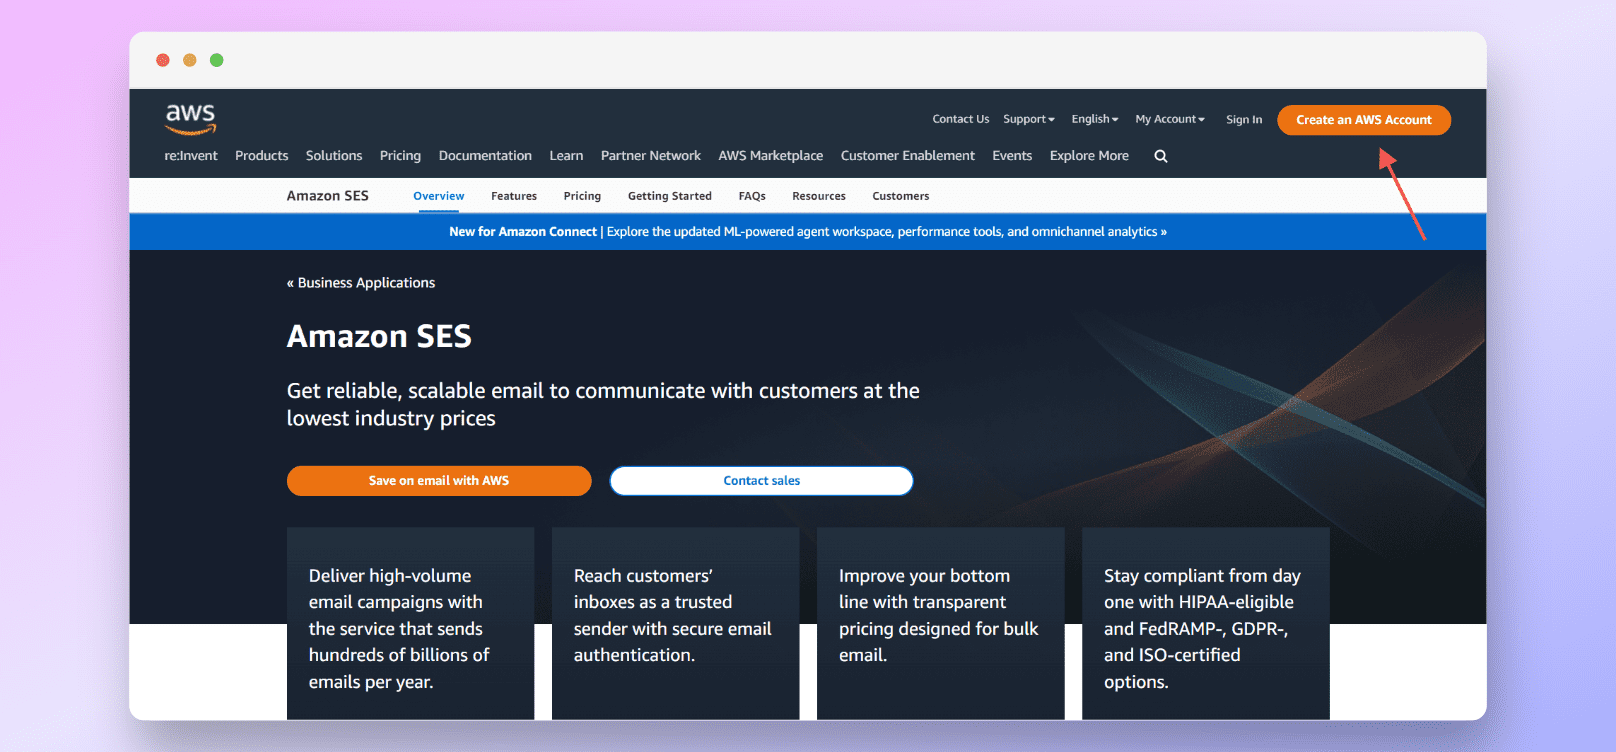 aws
Contact Us Support English My Account Sign In Create an AWS Account
re:Invent Products Solutions Pricing Documentation Learn Partner Network AWS Marketplace Customer Enablement Events Explore More
Amazon SES Overview Features Pricing Getting Started FAQs Resources Customers
New for Amazon Connect | Explore the updated ML-powered agent workspace, performance tools, and omnichannel analytics »
« Business Applications
Amazon SES
Get reliable, scalable email to communicate with customers at the
lowest industry prices
Save on email with AWS Contact sales
Deliver high-volume
email campaigns with
the service that sends
hundreds of billions of
emails per year.
Reach customers’
inboxes as a trusted
sender with secure email
authentication.
Improve your bottom
line with transparent
pricing designed for bulk
email.
Stay compliant from day
one with HIPAA-eligible
and FedRAMP-, GDPR-,
and ISO-certified
options.